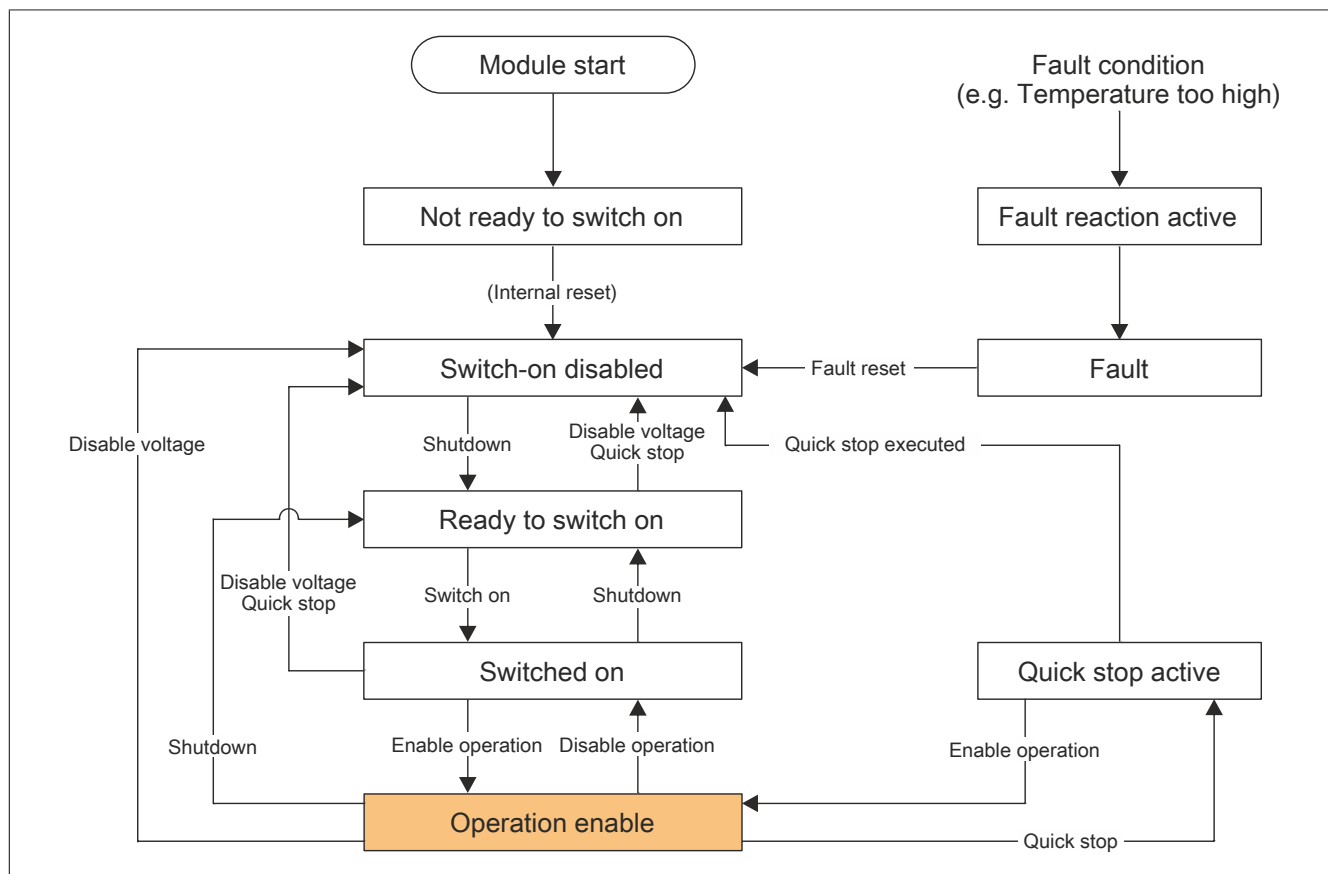 Module start
Fault condition
(e.g. Temperature too high)
Not ready to switch on
Fault reaction active
(Internal reset)
Switch-on disabled
Fault reset
Fault
Disable voltage
Shutdown
Disable voltage
Quick stop
Quick stop executed
Ready to switch on
Disable voltage
Quick stop
Switch on
Shutdown
Switched on
Quick stop active
Shutdown
Enable operation
Disable operation
Enable operation
Operation enable
Quick stop